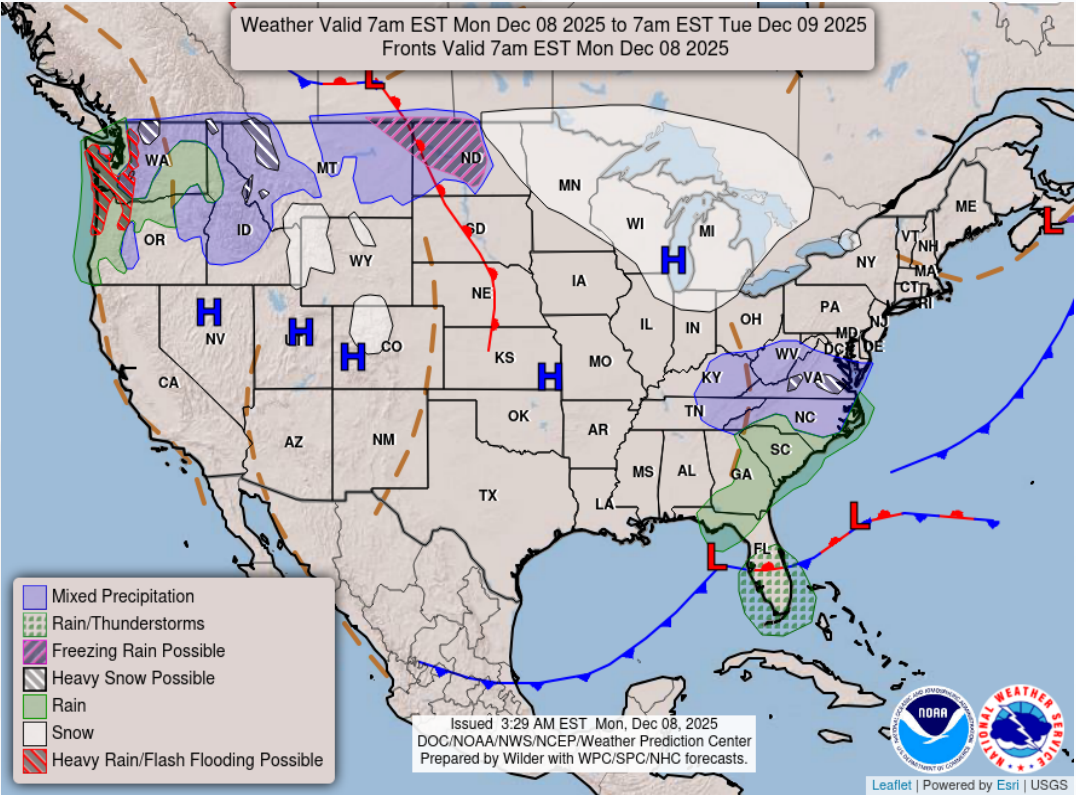 Weather Valid 7am EST Mon Dec 08 2025 to 7am EST Tue Dec 09 2025
Fronts Valid 7am EST Mon Dec 08 2025
L
WA
MT
ND
MN
ME
L
VT
NH
OR
ID
SD
WI
MI
WY
H
NY
MA
CT
RI
IA
NE
PA
H
NV
H
H
CO
IL
IN
OH
NJ
MD
DC
DE
KS
MO
WV
CA
H
KY
VA
OK
TN
NC
AZ
NM
AR
SC
MS
AL
GA
TX
LA
L
L
FL
Mixed Precipitation
Rain/Thunderstorms
Freezing Rain Possible
Heavy Snow Possible
Rain
Snow
Heavy Rain/Flash Flooding Possible
Issued 3:29 AM EST Mon, Dec 08, 2025
DOC/NOAA/NWS/NCEP/Weather Prediction Center
Prepared by Wilder with WPC/SPC/NHC forecasts.
NOAA
NATIONAL WEATHER SERVICE
Leaflet | Powered by Esri | USGS